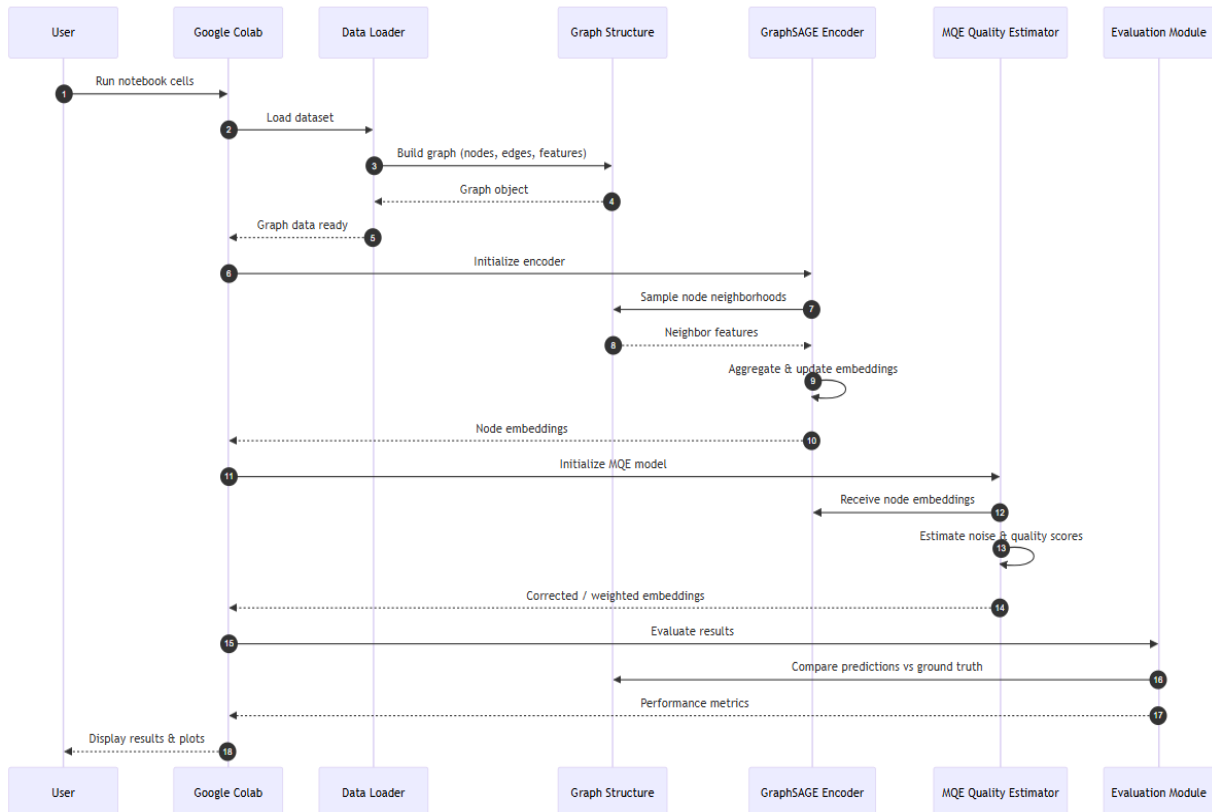 User
Google Colab
Data Loader
Graph Structure
GraphSAGE Encoder
MQE Quality Estimator
Evaluation Module
Run notebook cells
1
Load dataset
2
Build graph (nodes, edges, features)
3
Graph object
4
Graph data ready
5
Initialize encoder
6
Sample node neighborhoods
7
Neighbor features
8
Aggregate & update embeddings
9
Node embeddings
10
Initialize MQE model
11
Receive node embeddings
12
Estimate noise & quality scores
13
Corrected / weighted embeddings
14
Evaluate results
15
Compare predictions vs ground truth
16
Performance metrics
17
Display results & plots
18
User
Google Colab
Data Loader
Graph Structure
GraphSAGE Encoder
MQE Quality Estimator
Evaluation Module